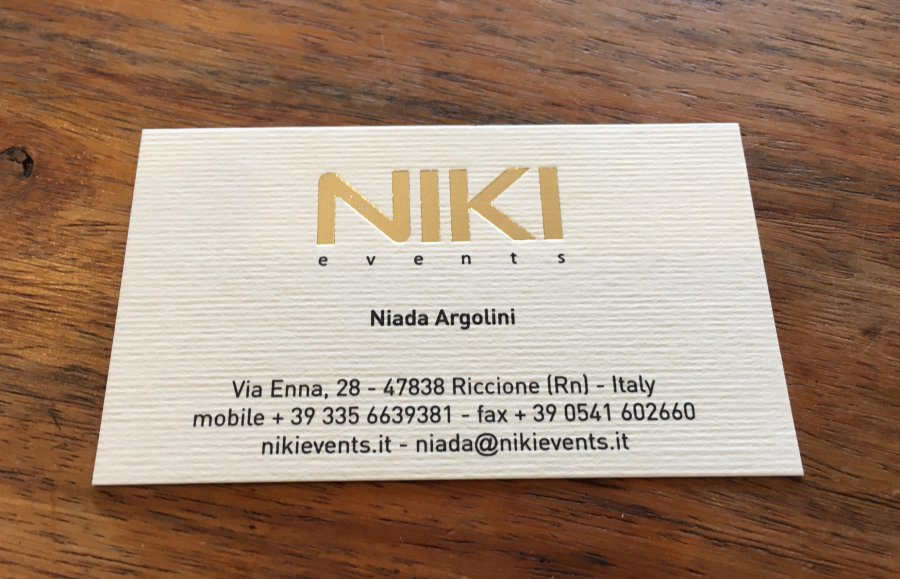 NIKI
events
Niada Argolini
Via Enna, 28 - 47838 Riccione (Rn) - Italy
mobile + 39 335 6639381 - fax + 39 0541 602660
nikievents.it - niada@nikievents.it